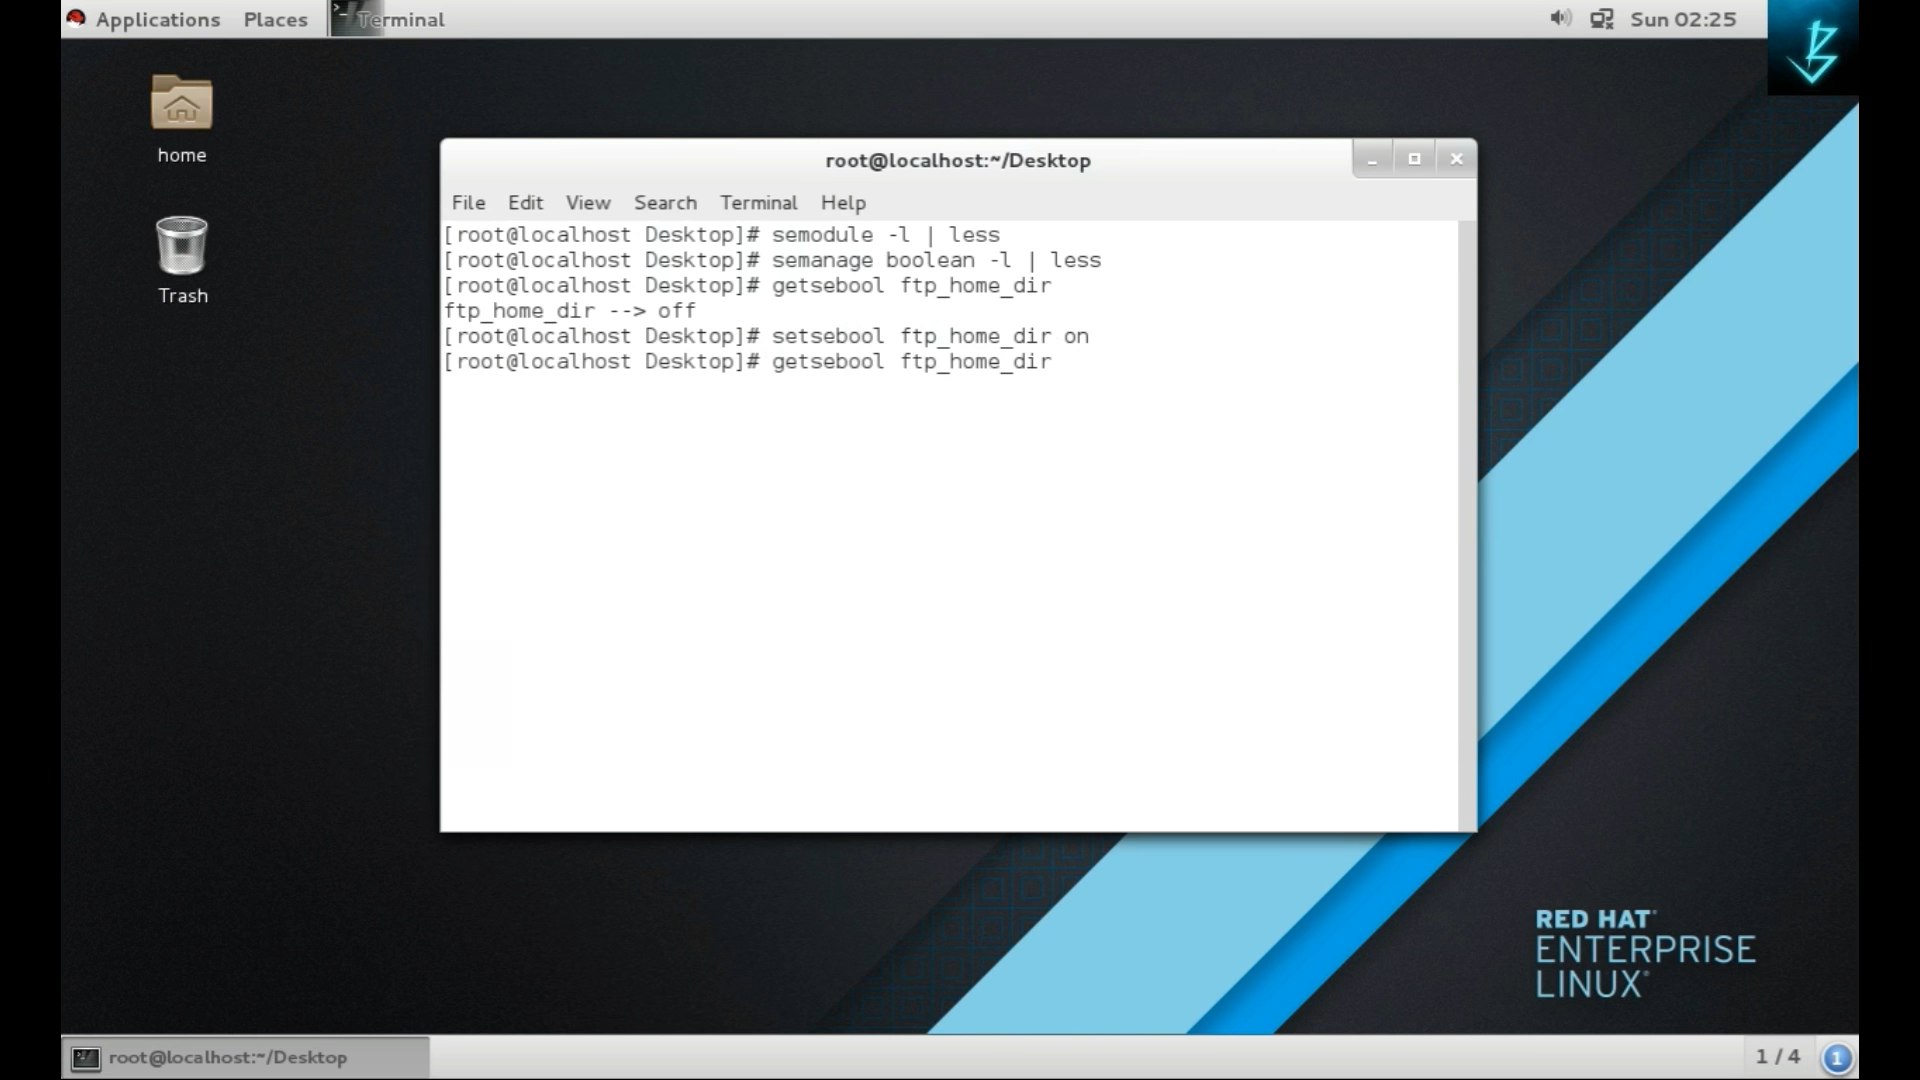 Applications Places Terminal Sun 02:25
home
Trash
root@localhost:~/Desktop
File Edit View Search Terminal Help
[root@localhost Desktop]# semodule -l | less
[root@localhost Desktop]# semanage boolean -l | less
[root@localhost Desktop]# getsebool ftp_home_dir
ftp_home_dir --> off
[root@localhost Desktop]# setsebool ftp_home_dir on
[root@localhost Desktop]# getsebool ftp_home_dir
RED HAT®
ENTERPRISE
LINUX®
root@localhost:~/Desktop 1 / 4 1